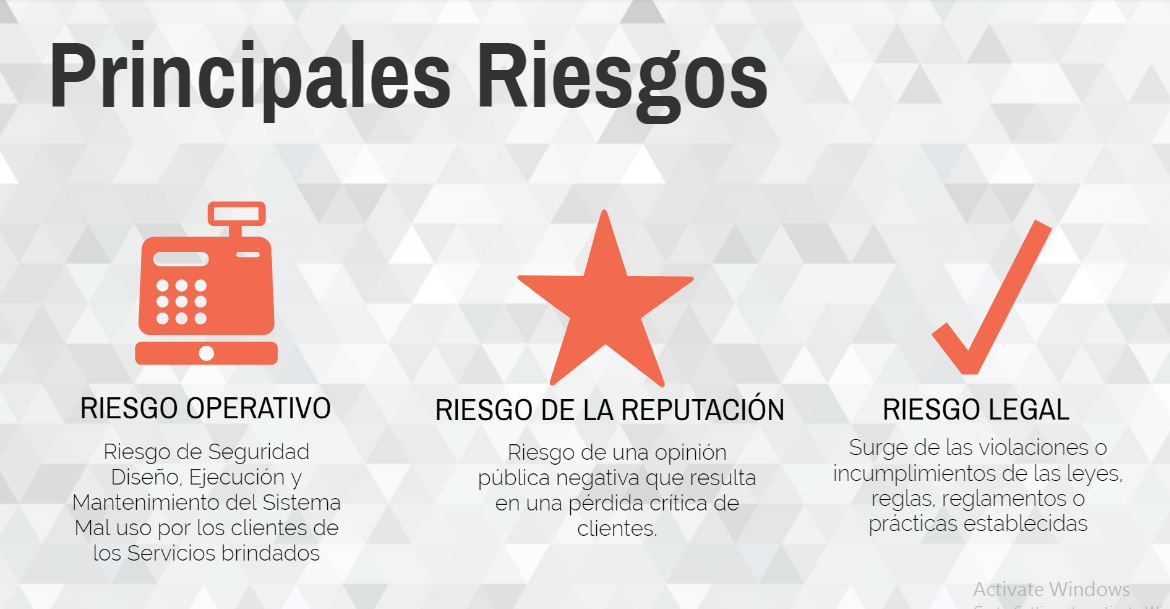 Principales Riesgos
RIESGO OPERATIVO
Riesgo de Seguridad
Diseño, Ejecución y
Mantenimiento del Sistema
Mal uso por los clientes de
los Servicios brindados
RIESGO DE LA REPUTACIÓN
Riesgo de una opinión
pública negativa que resulta
en una pérdida crítica de
clientes.
RIESGO LEGAL
Surge de las violaciones o
incumplimientos de las leyes,
reglas, reglamentos o
prácticas establecidas
Activate Windows